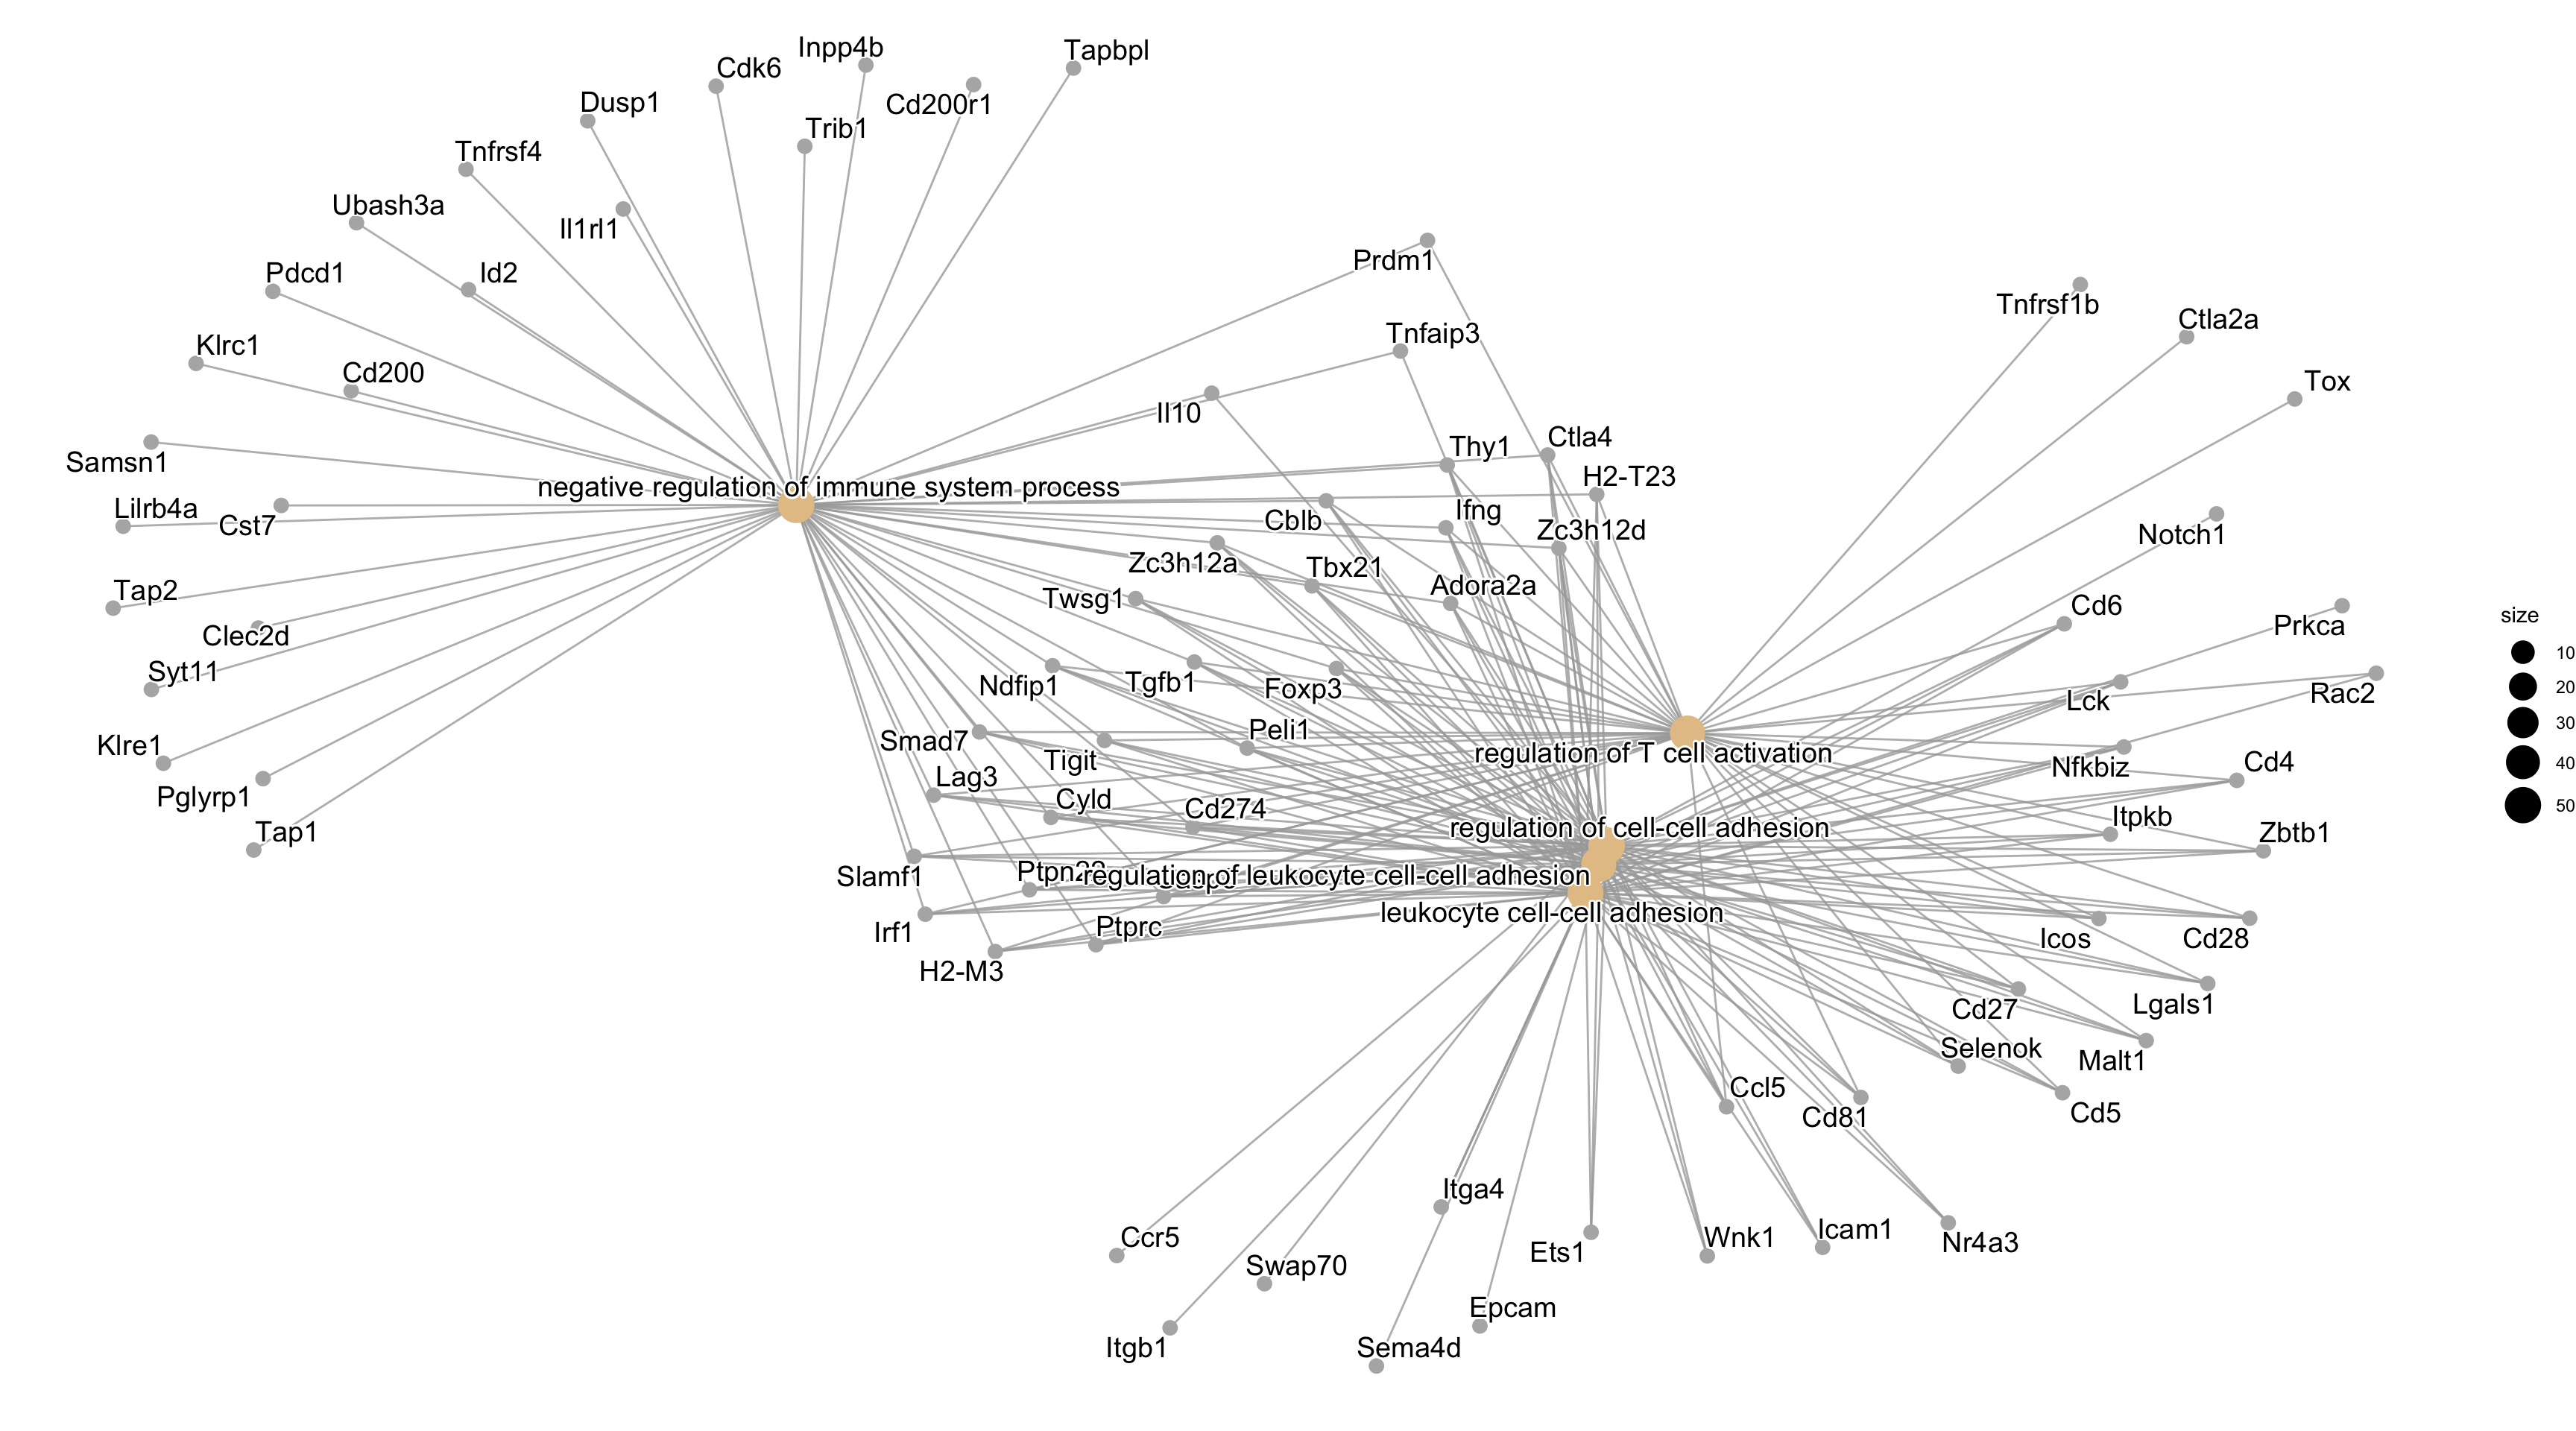 Inpp4b
Tapbpl
Cdk6
Dusp1
Cd200r1
Trib1
Tnfrsf4
Ubash3a
Il1rl1
Prdm1
Pdcd1
Id2
Tnfrsf1b
Ctla2a
Tnfaip3
Klrc1
Cd200
Tox
Il10
Ctla4
Thy1
Samsn1
H2-T23
negative regulation of immune system process
Lilrb4a
Cst7
Ifng
Cblb
Zc3h12d
Notch1
Zc3h12a
Tbx21
Adora2a
Tap2
Twsg1
Cd6
size
Clec2d
Prkca
10
Syt11
Ndfip1
Tgfb1
Foxp3
20
Rac2
Lck
30
Peli1
Smad7
Klre1
regulation of T cell activation
Tigit
Nfkbiz
Cd4
40
Lag3
Pglyrp1
Cyld
Cd274
50
Itpkb
regulation of cell-cell adhesion
Tap1
Zbtb1
Slamf1
regulation of leukocyte cell-cell adhesion
leukocyte cell-cell adhesion
Ptprc
Irf1
Icos
Cd28
H2-M3
Lgals1
Cd27
Selenok
Malt1
Ccl5
Cd81
Cd5
Itga4
Icam1
Ccr5
Wnk1
Nr4a3
Ets1
Swap70
Epcam
Itgb1
Sema4d